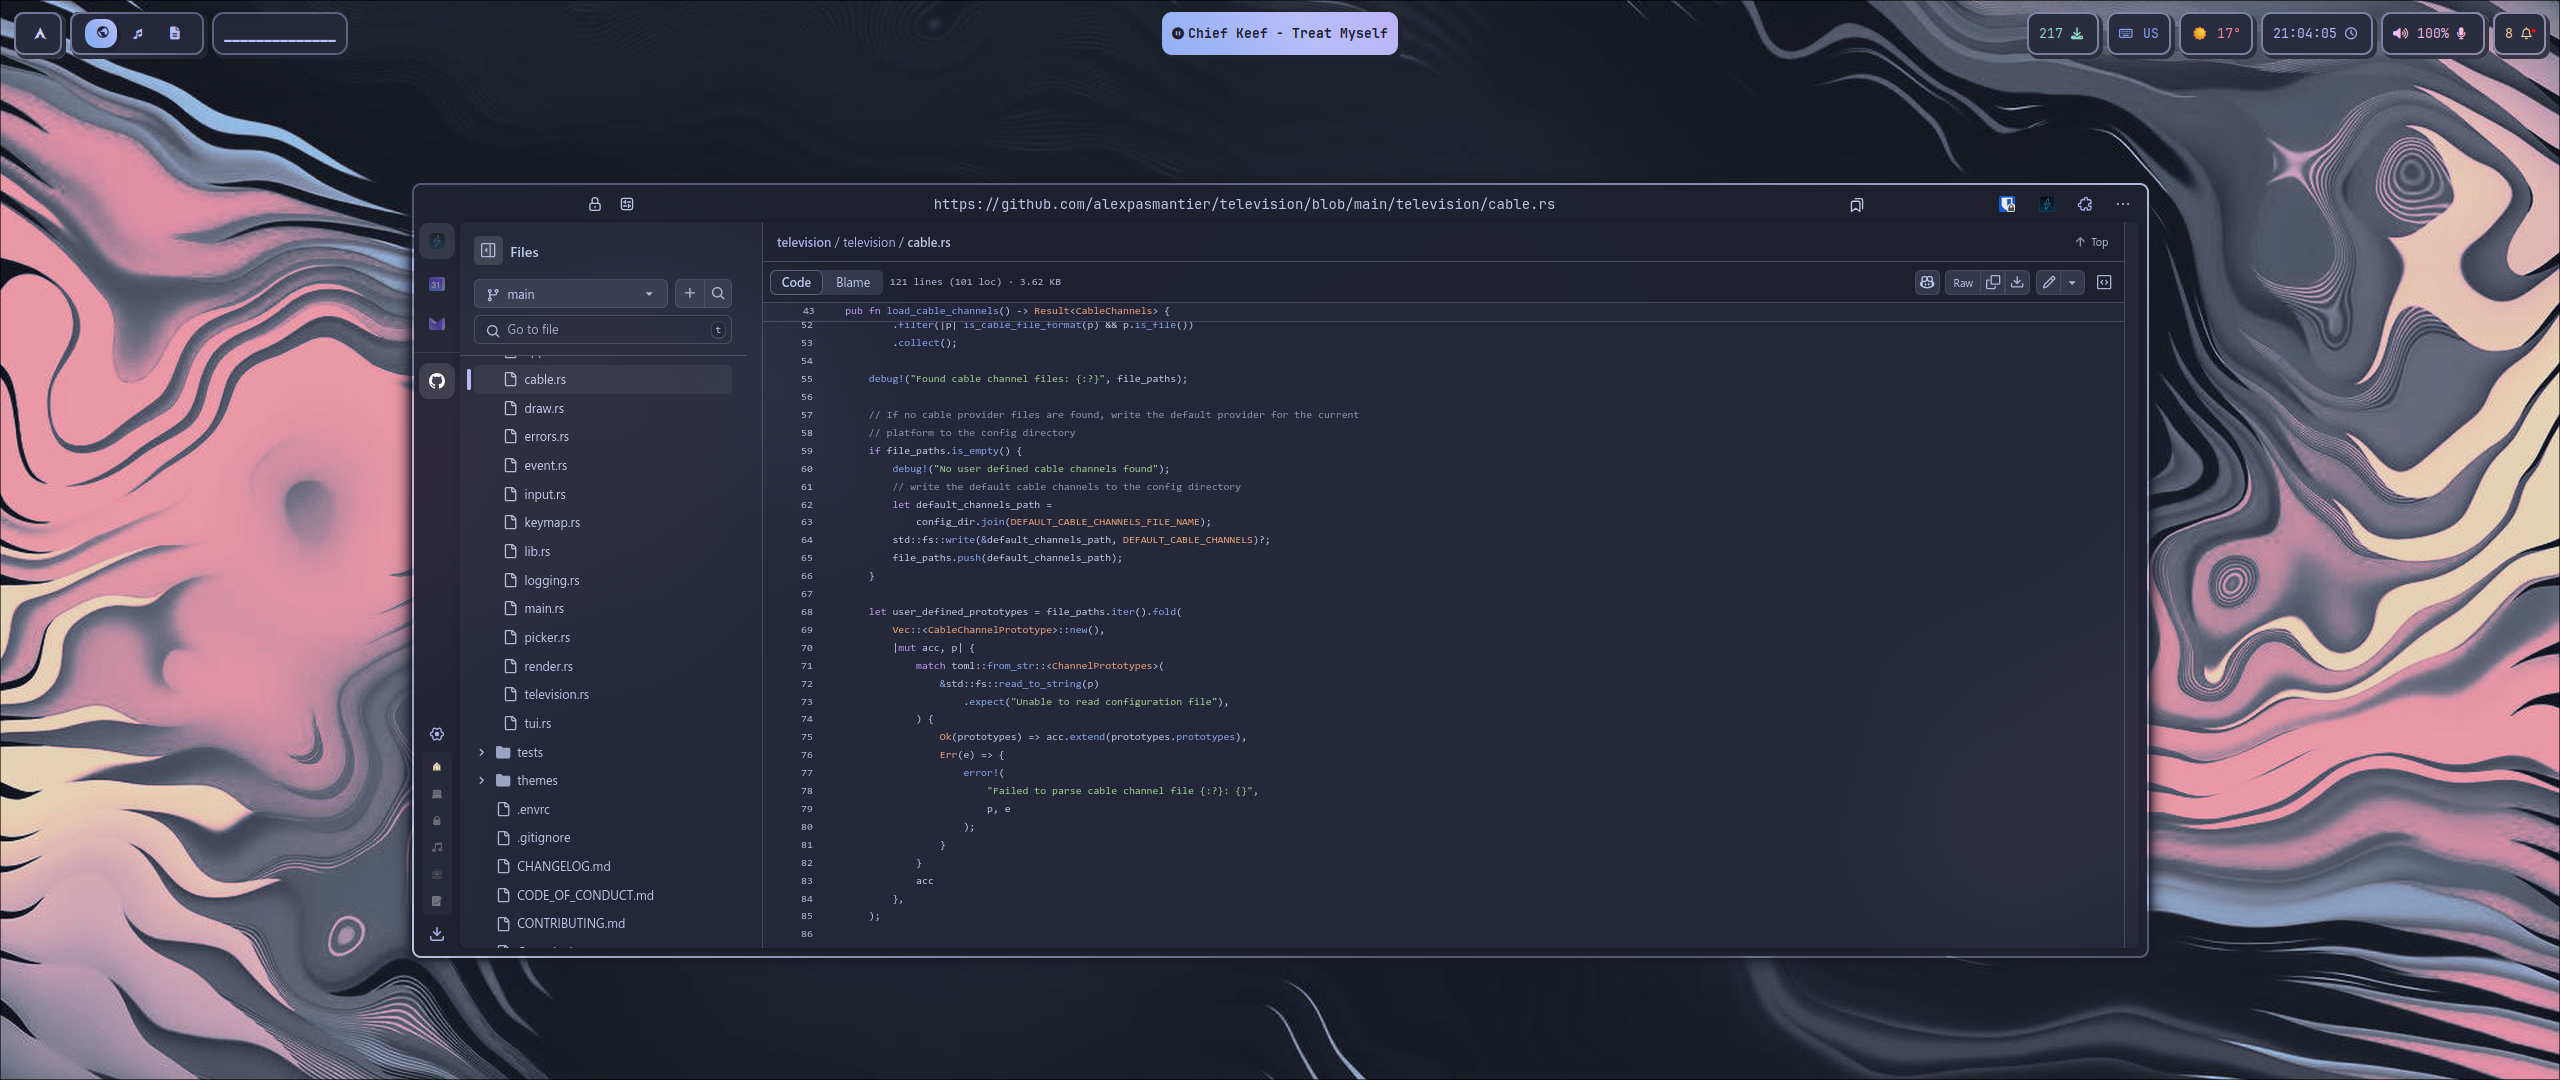 Chief Keef - Treat Myself
217
US
17°
21:04:05
100%
8
https://github.com/alexpasmantier/television/blob/main/television/cable.rs
31
Files
main
Go to file
t
cable.rs
draw.rs
errors.rs
event.rs
input.rs
keymap.rs
lib.rs
logging.rs
main.rs
picker.rs
render.rs
television.rs
tui.rs
tests
themes
.envrc
.gitignore
CHANGELOG.md
CODE_OF_CONDUCT.md
CONTRIBUTING.md
television / television / cable.rs
Top
Code
Blame
121 lines (101 loc) · 3.62 KB
Raw
43 pub fn load_cable_channels() -> Result<CableChannels> {
52 .filter(|p| is_cable_file_format(p) && p.is_file())
53 .collect();
54
55 debug!("Found cable channel files: {:?}", file_paths);
56
57 // If no cable provider files are found, write the default provider for the current
58 // platform to the config directory
59 if file_paths.is_empty() {
60 debug!("No user defined cable channels found");
61 // write the default cable channels to the config directory
62 let default_channels_path =
63 config_dir.join(DEFAULT_CABLE_CHANNELS_FILE_NAME);
64 std::fs::write(&default_channels_path, DEFAULT_CABLE_CHANNELS)?;
65 file_paths.push(default_channels_path);
66 }
67
68 let user_defined_prototypes = file_paths.iter().fold(
69 Vec::<CableChannelPrototype>::new(),
70 |mut acc, p| {
71 match toml::from_str::<ChannelPrototypes>(
72 &std::fs::read_to_string(p)
73 .expect("Unable to read configuration file"),
74 ) {
75 Ok(prototypes) => acc.extend(prototypes.prototypes),
76 Err(e) => {
77 error!(
78 "Failed to parse cable channel file {:?}: {}",
79 p, e
80 );
81 }
82 }
83 acc
84 },
85 );
86